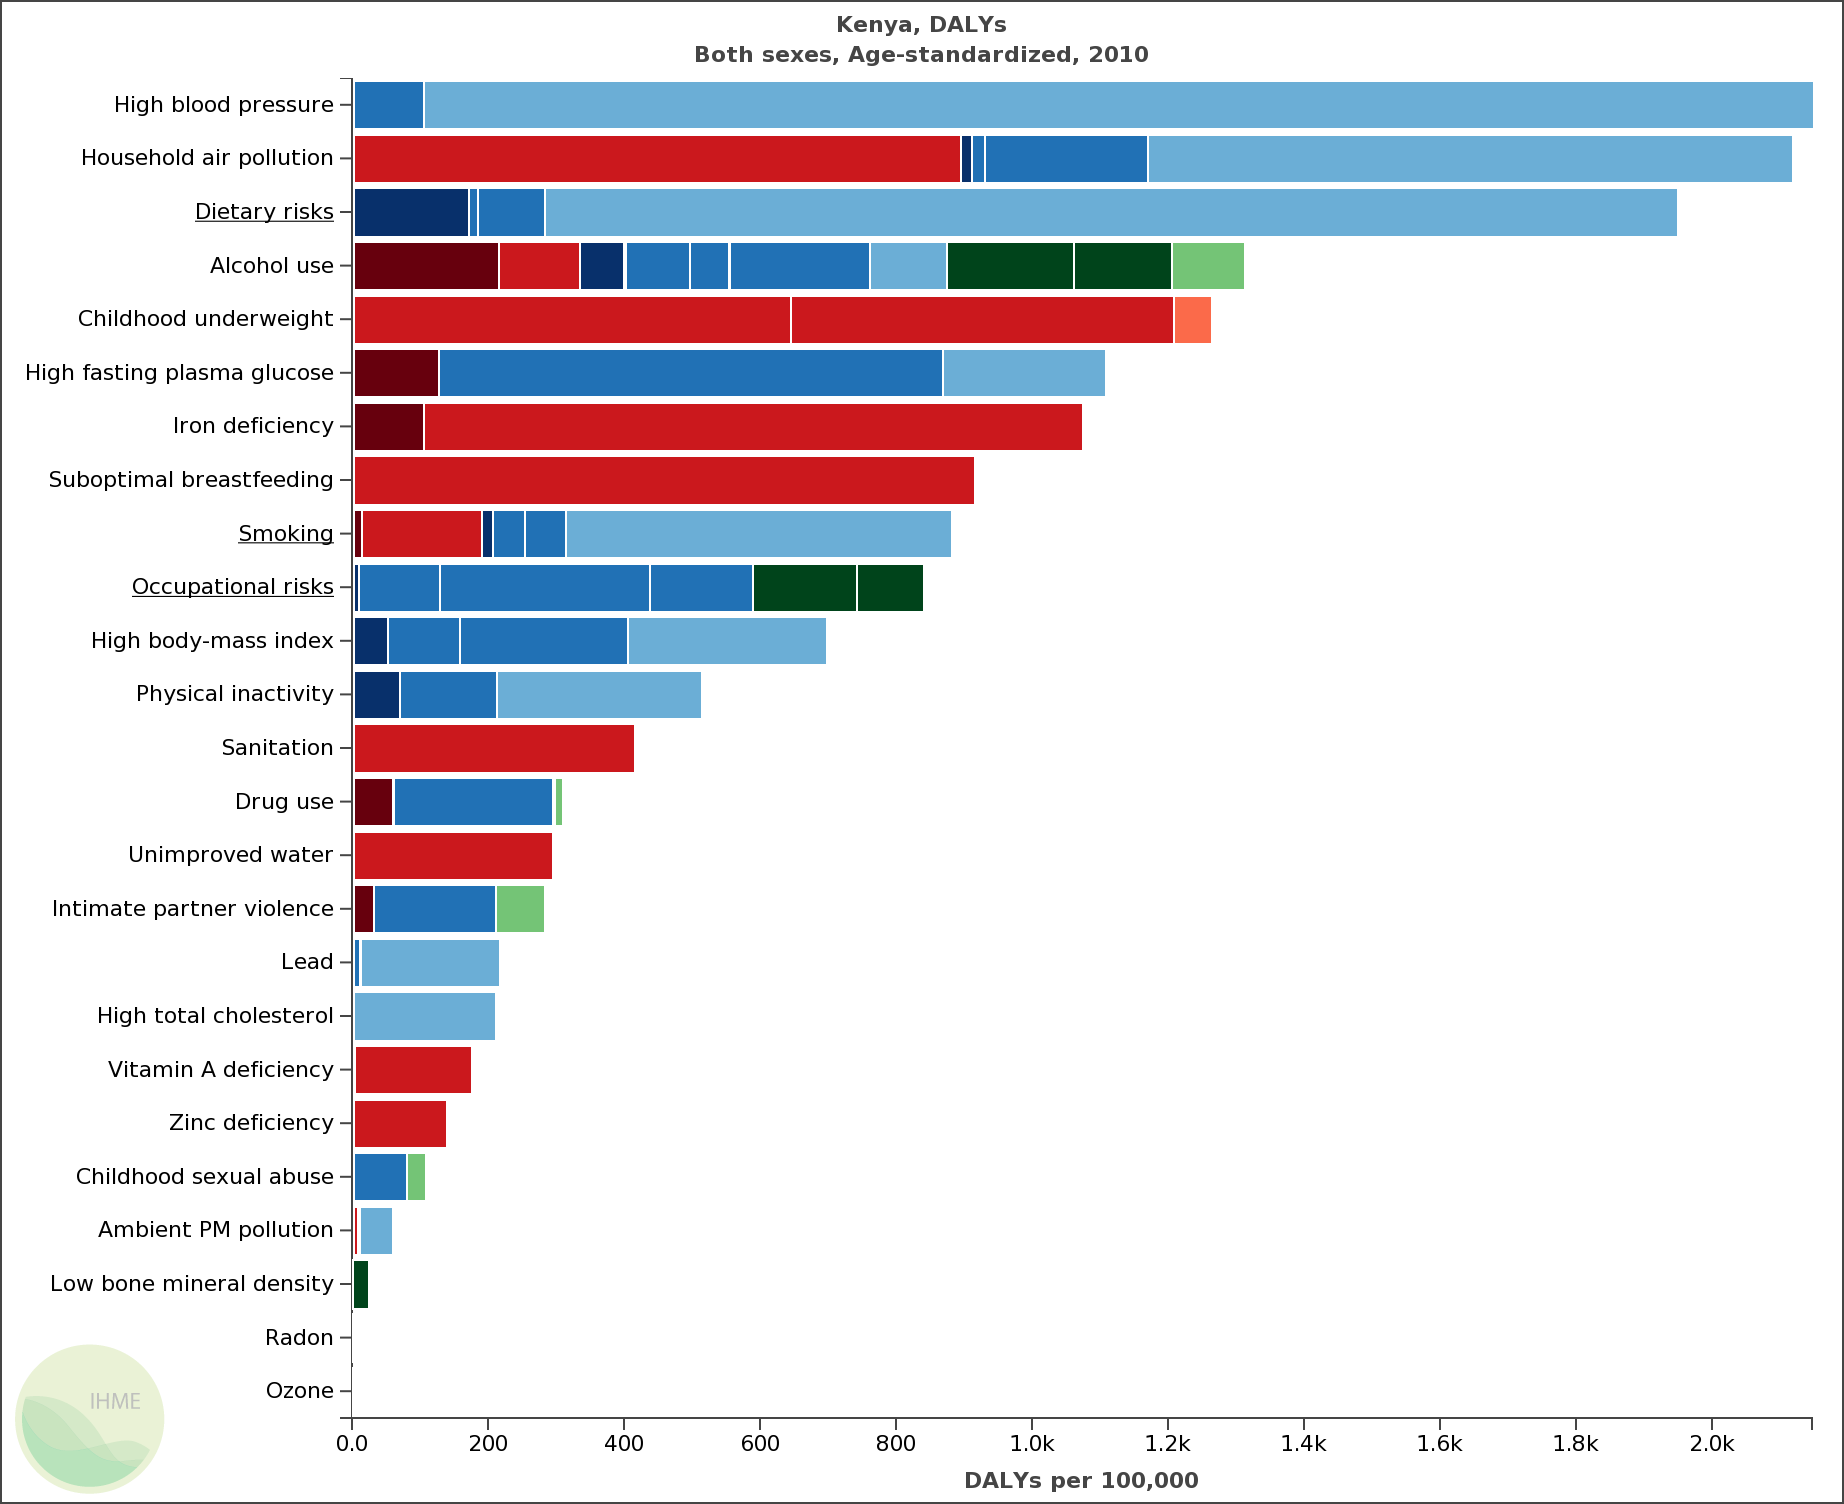 Kenya, DALYs
Both sexes, Age-standardized, 2010
High blood pressure
Household air pollution
Dietary risks
Alcohol use
Childhood underweight
High fasting plasma glucose
Iron deficiency
Suboptimal breastfeeding
Smoking
Occupational risks
High body-mass index
Physical inactivity
Sanitation
Drug use
Unimproved water
Intimate partner violence
Lead
High total cholesterol
Vitamin A deficiency
Zinc deficiency
Childhood sexual abuse
Ambient PM pollution
Low bone mineral density
Radon
Ozone
IHME
0.0 200 400 600 800 1.0k 1.2k 1.4k 1.6k 1.8k 2.0k
DALYs per 100,000